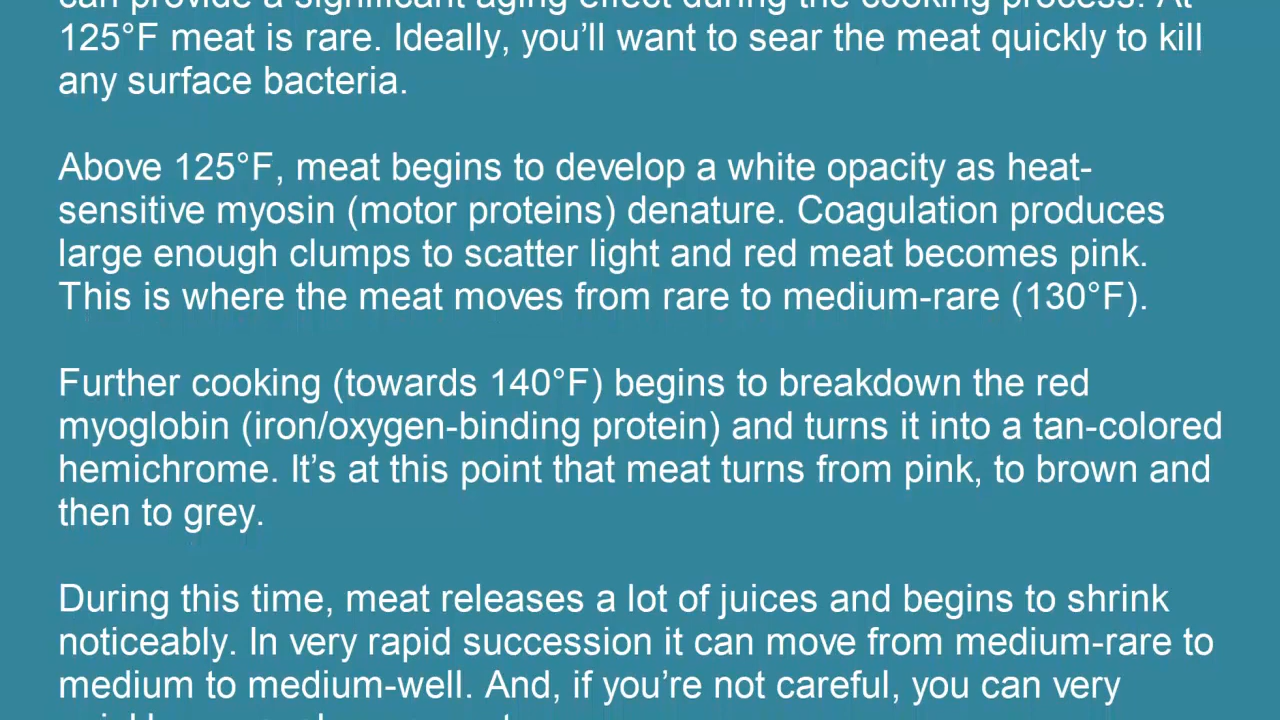 can provide a significant aging effect during the cooking process. At
125°F meat is rare. Ideally, you’ll want to sear the meat quickly to kill
any surface bacteria.
Above 125°F, meat begins to develop a white opacity as heat-
sensitive myosin (motor proteins) denature. Coagulation produces
large enough clumps to scatter light and red meat becomes pink.
This is where the meat moves from rare to medium-rare (130°F).
Further cooking (towards 140°F) begins to breakdown the red
myoglobin (iron/oxygen-binding protein) and turns it into a tan-colored
hemichrome. It’s at this point that meat turns from pink, to brown and
then to grey.
During this time, meat releases a lot of juices and begins to shrink
noticeably. In very rapid succession it can move from medium-rare to
medium to medium-well. And, if you’re not careful, you can very